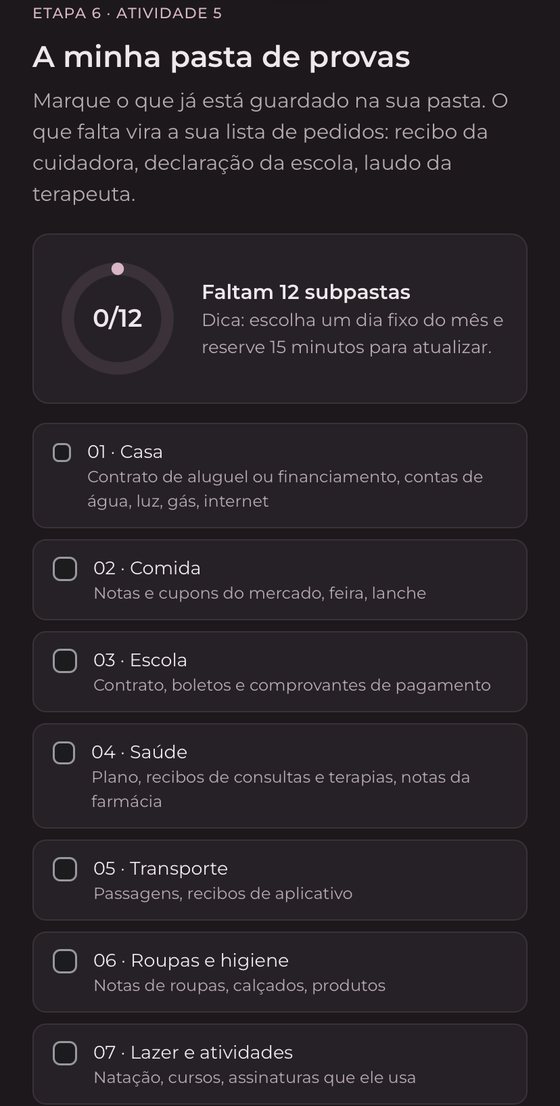 ETAPA 6 · ATIVIDADE 5
A minha pasta de provas
Marque o que já está guardado na sua pasta. O
que falta vira a sua lista de pedidos: recibo da
cuidadora, declaração da escola, laudo da
terapeuta.
0/12
Faltam 12 subpastas
Dica: escolha um dia fixo do mês e
reserve 15 minutos para atualizar.
01 · Casa
Contrato de aluguel ou financiamento, contas de
água, luz, gás, internet
02 · Comida
Notas e cupons do mercado, feira, lanche
03 · Escola
Contrato, boletos e comprovantes de pagamento
04 · Saúde
Plano, recibos de consultas e terapias, notas da
farmácia
05 · Transporte
Passagens, recibos de aplicativo
06 · Roupas e higiene
Notas de roupas, calçados, produtos
07 · Lazer e atividades
Natação, cursos, assinaturas que ele usa